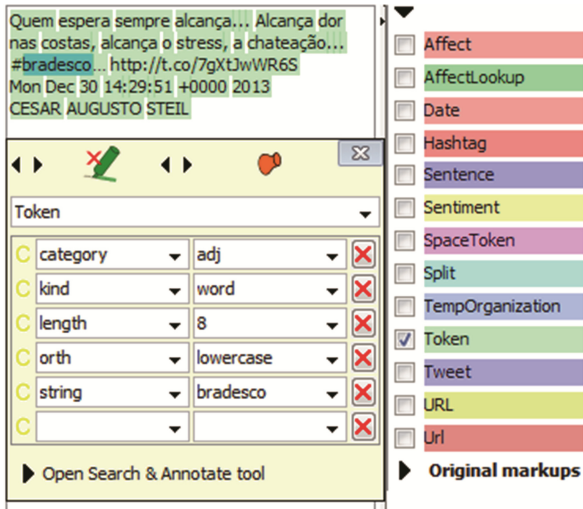 Quem espera sempre alcança... Alcança dor
nas costas, alcança o stress, a chateação...
#bradesco... http://t.co/7gXtJwWR6S
Mon Dec 30 14:29:51 +0000 2013
CESAR AUGUSTO STEIL
Token
C category adj
C kind word
C length 8
C orth lowercase
C string bradesco
C
Open Search & Annotate tool
Affect
AffectLookup
Date
Hashtag
Sentence
Sentiment
SpaceToken
Split
TempOrganization
Token
Tweet
URL
Url
Original markups